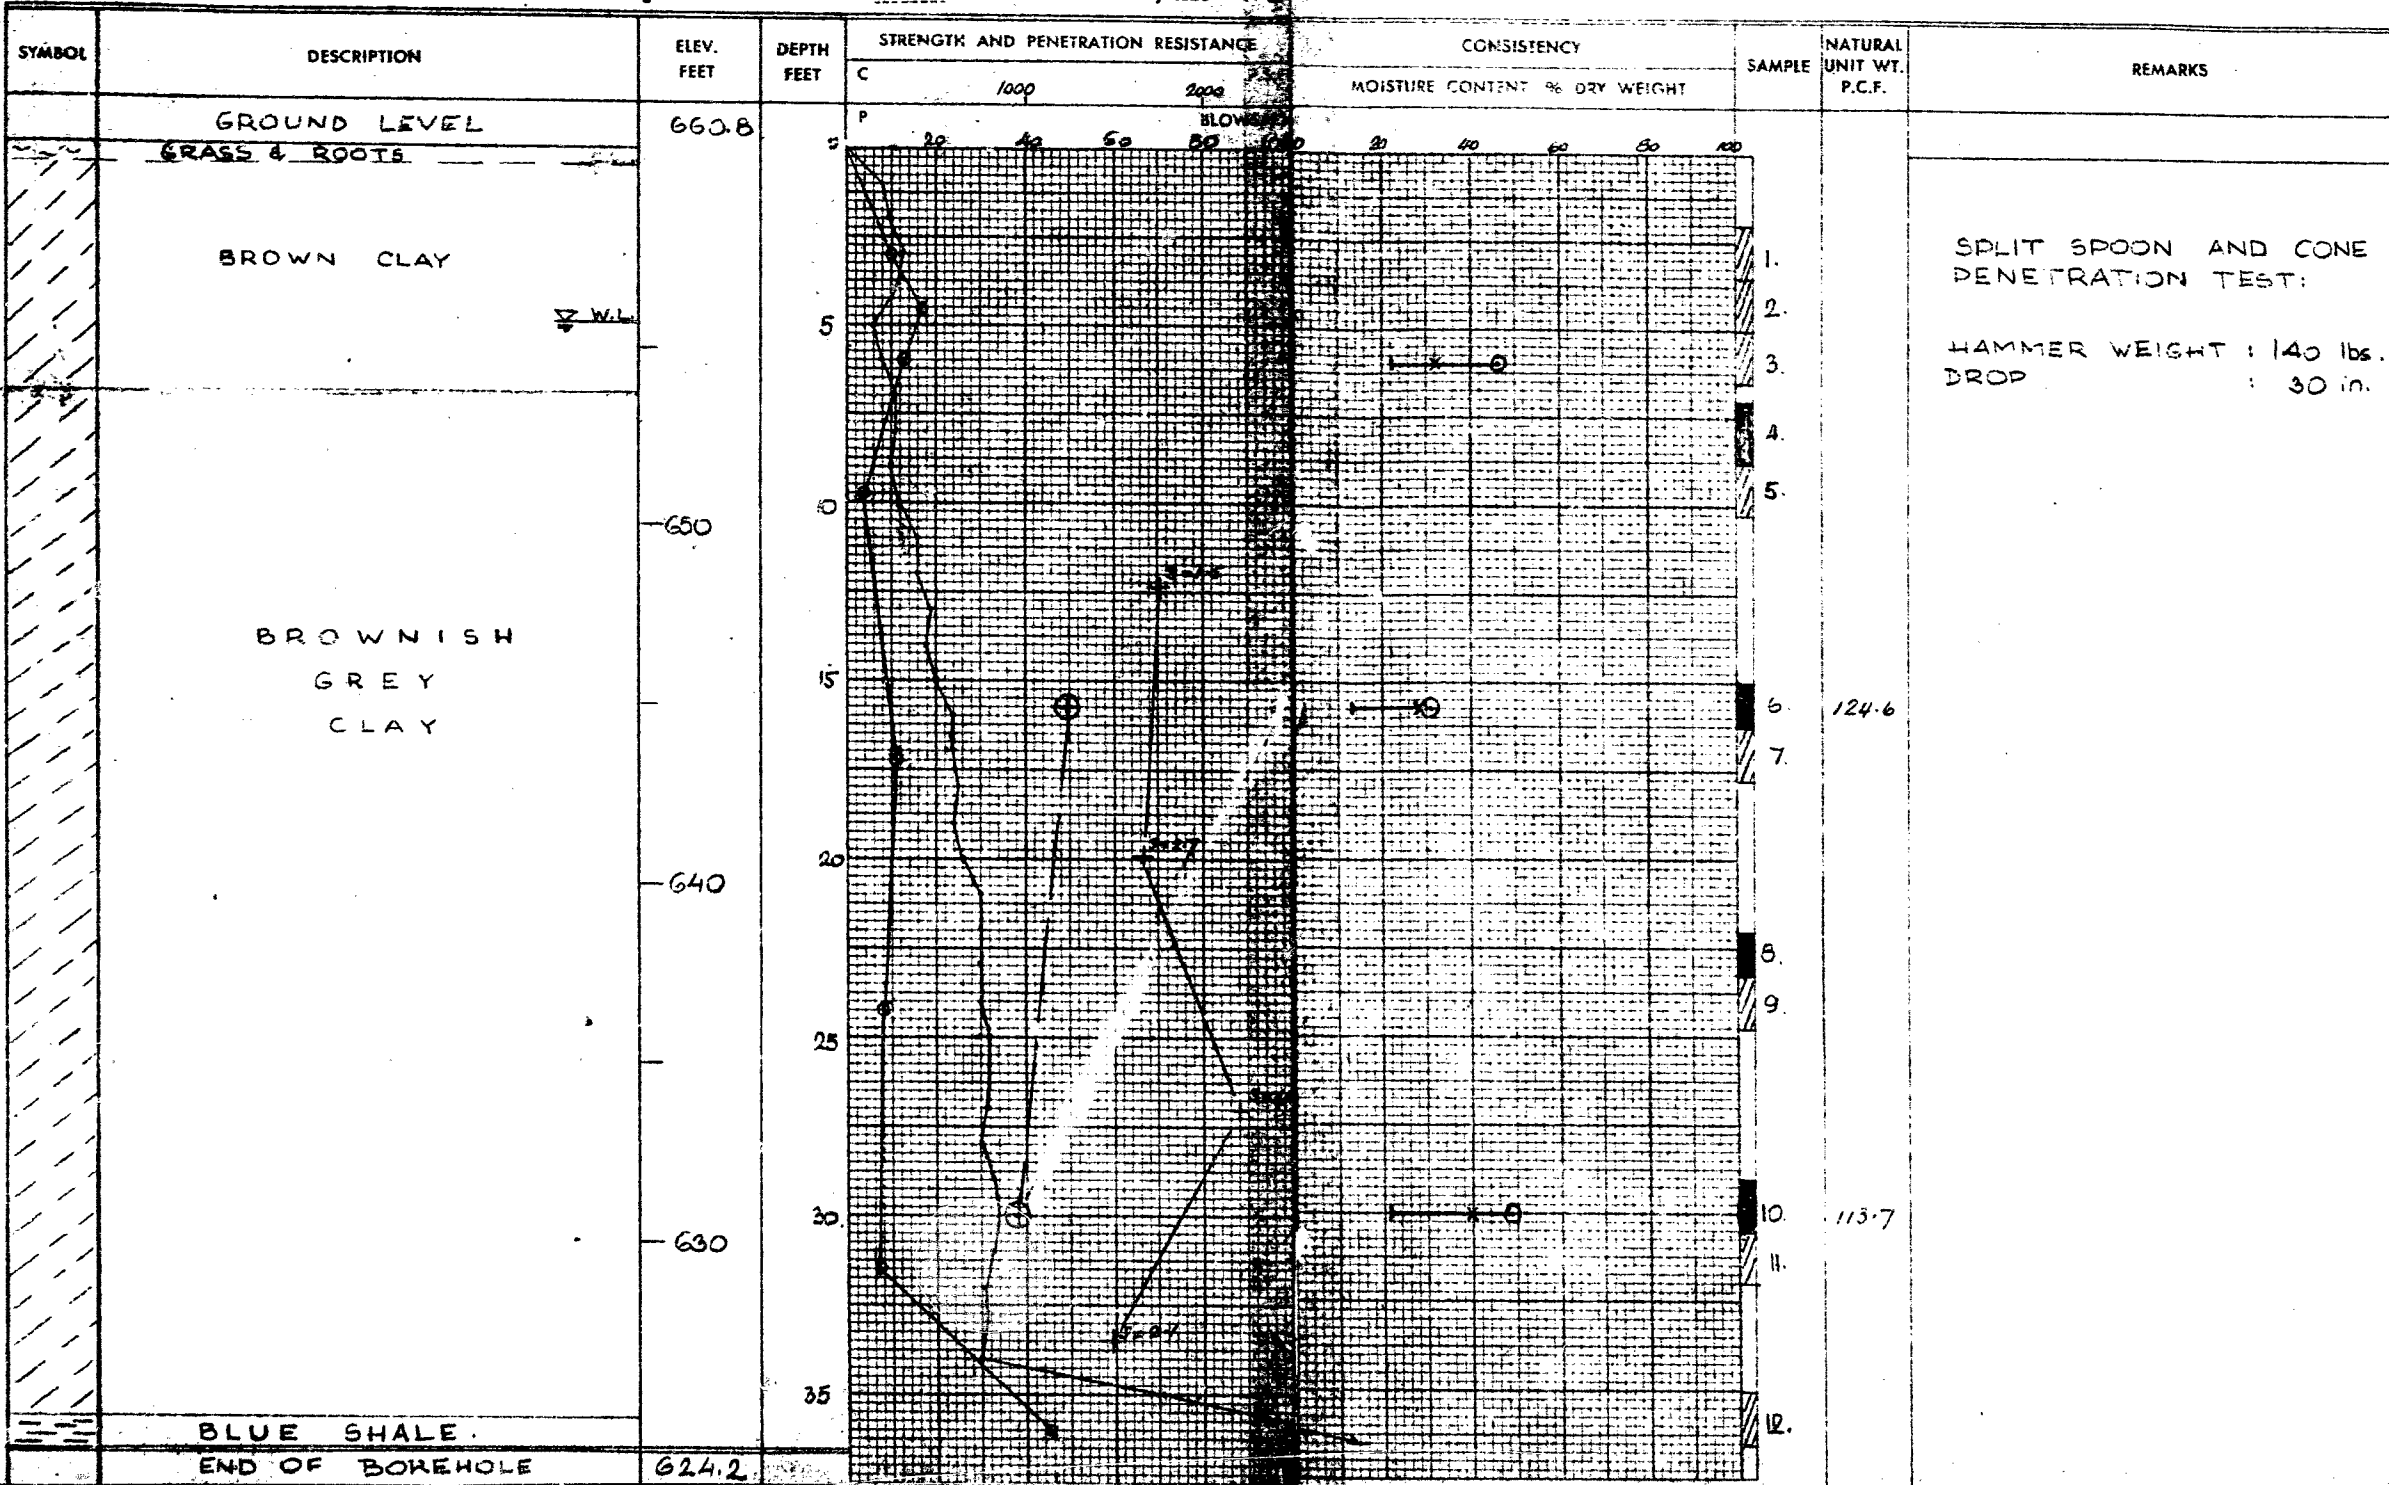 SYMBOL
DESCRIPTION
ELEV.
FEET
DEPTH
FEET
STRENGTH AND PENETRATION RESISTANCE
C
1000 2000
P
20 40 60 80
CONSISTENCY
MOISTURE CONTENT % DRY WEIGHT
0 20 40 60 80 100
SAMPLE
NATURAL
UNIT WT.
P.C.F.
REMARKS
GROUND LEVEL
660.8
GRASS & ROOTS
BROWN CLAY
W.L.
BROWNISH
GREY
CLAY
650
640
630
BLUE SHALE.
END OF BOREHOLE
624.2
5
10
15
20
25
30
35
S=2.7
1.
2.
3.
4.
5.
6.
7.
8.
9.
10.
11.
12.
124.6
113.7
SPLIT SPOON AND CONE
PENETRATION TEST:
HAMMER WEIGHT : 140 lbs.
DROP : 30 in.